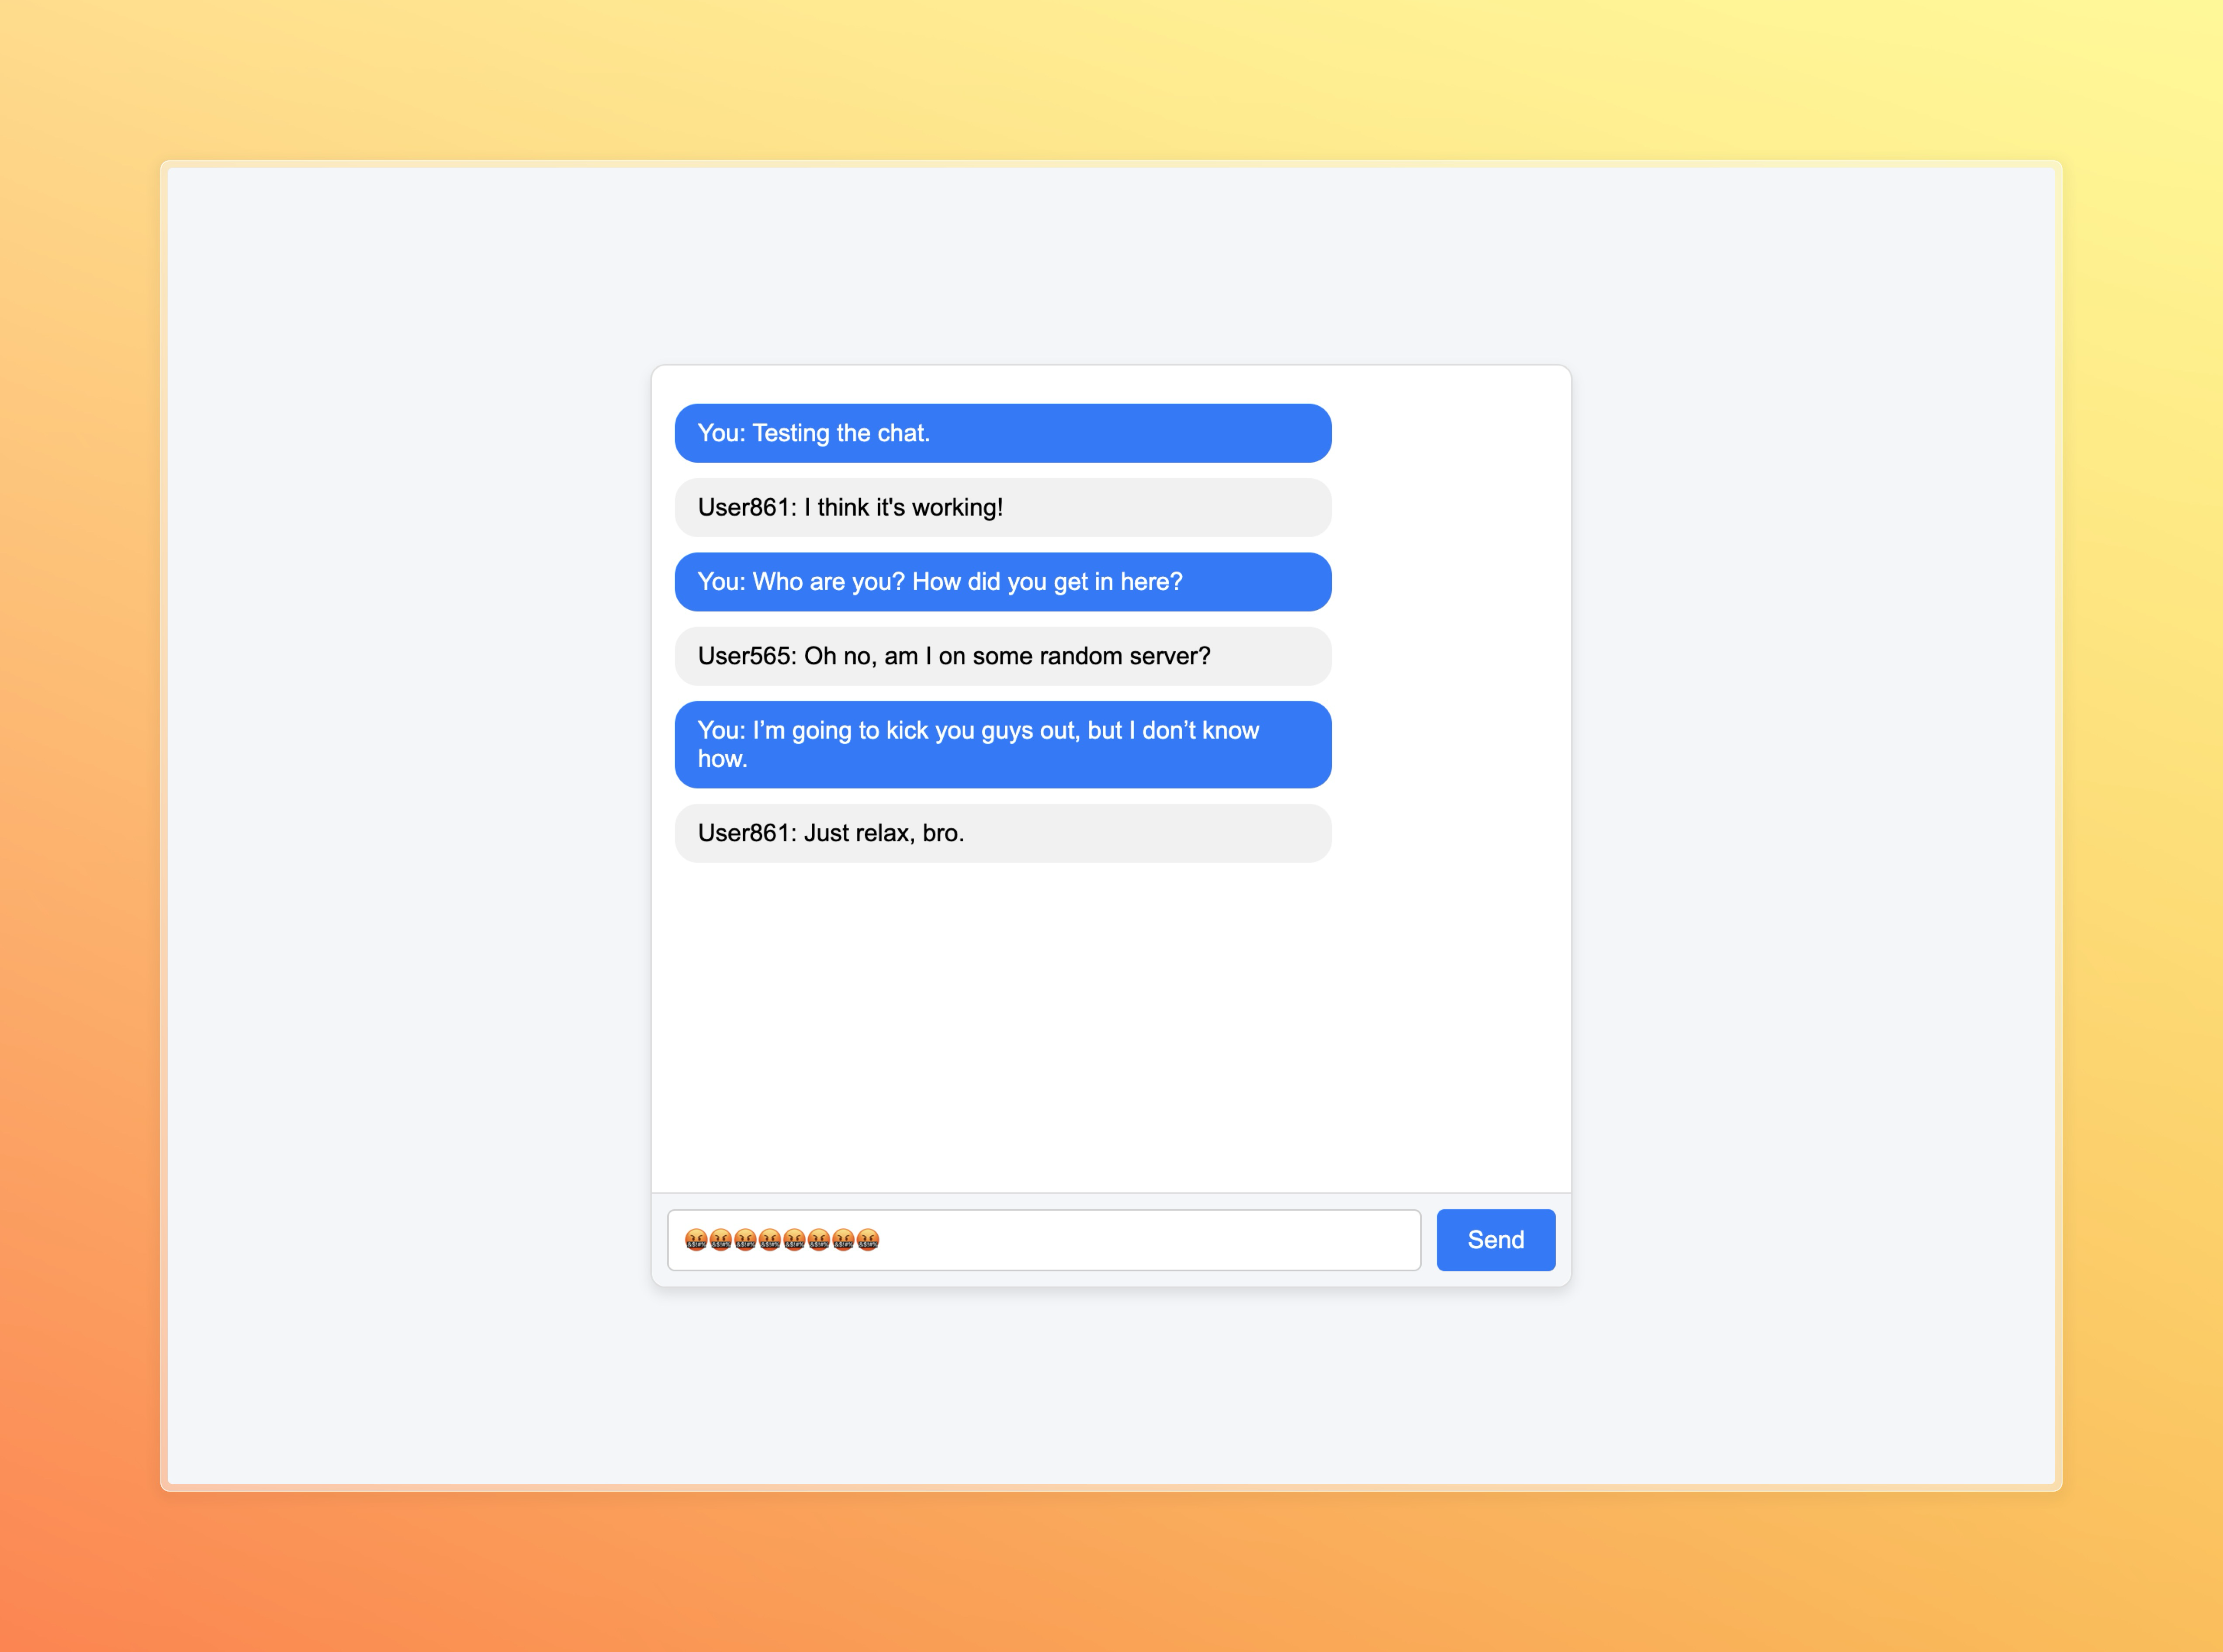 You: Testing the chat.
User861: I think it's working!
You: Who are you? How did you get in here?
User565: Oh no, am I on some random server?
You: I’m going to kick you guys out, but I don’t know
how.
User861: Just relax, bro.
🤬🤬🤬🤬🤬🤬🤬🤬
Send